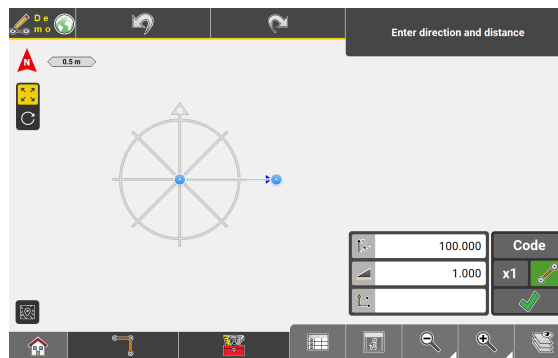 De
mo
Enter direction and distance
N
0.5 m
100.000
Code
1.000
x1